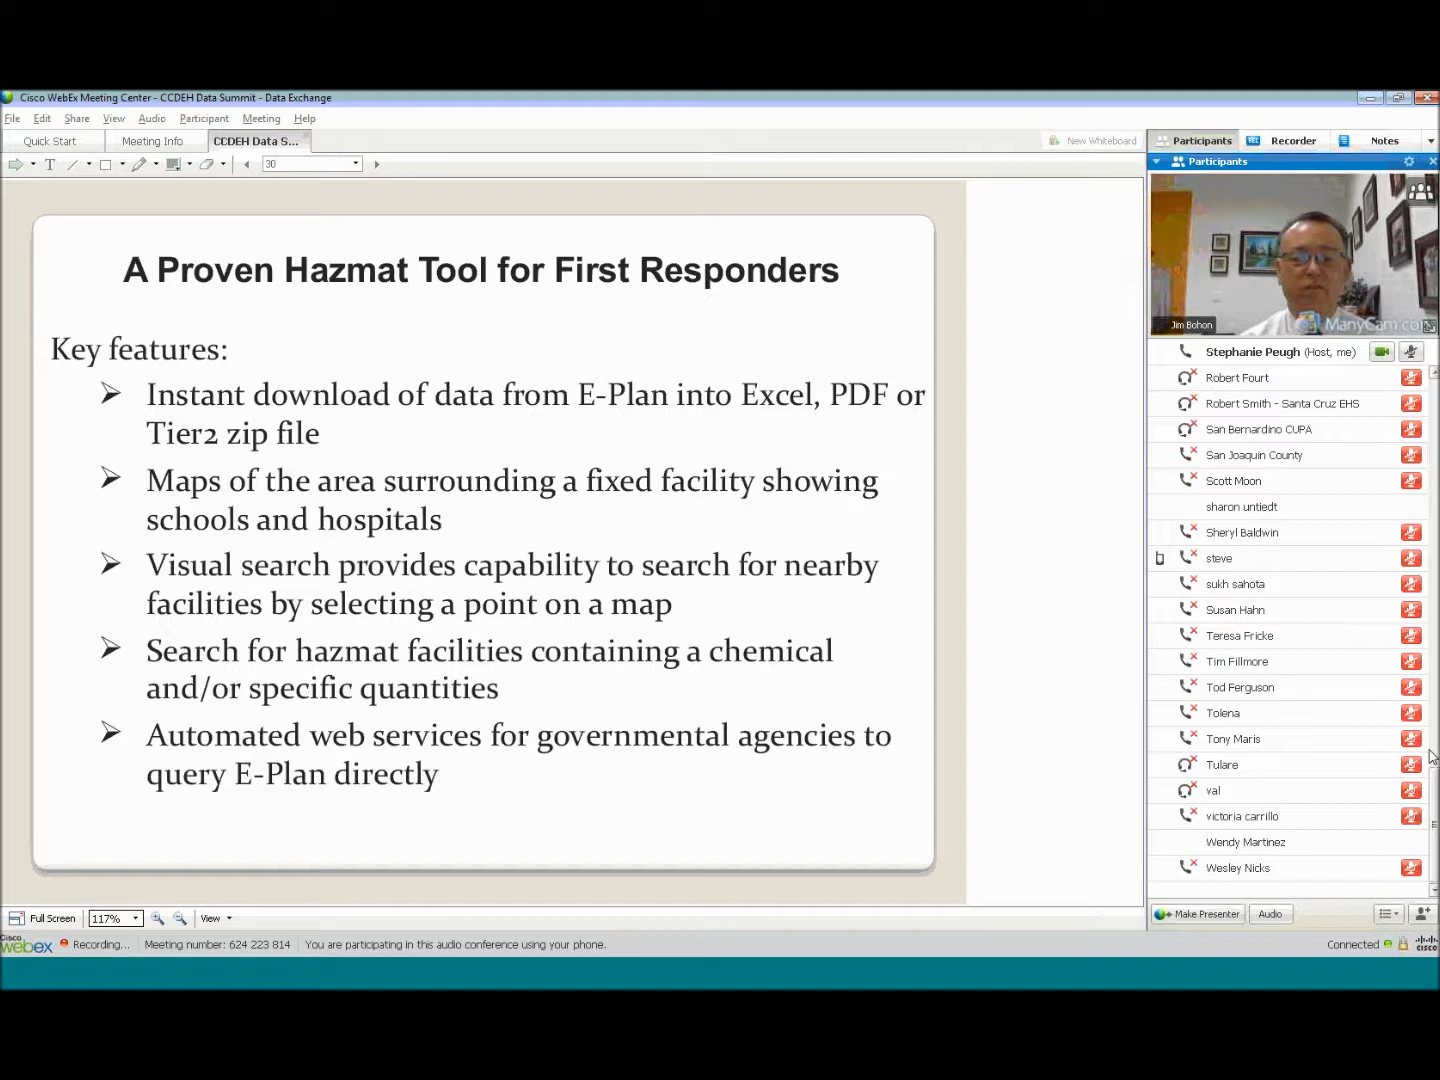 Cisco WebEx Meeting Center - CCDEH Data Summit - Data Exchange
File Edit Share View Audio Participant Meeting Help
Quick Start Meeting Info CCDEH Data S... New Whiteboard
Participants Recorder Notes
30
Participants
A Proven Hazmat Tool for First Responders
Key features:
Instant download of data from E-Plan into Excel, PDF or
Tier2 zip file
Maps of the area surrounding a fixed facility showing
schools and hospitals
Visual search provides capability to search for nearby
facilities by selecting a point on a map
Search for hazmat facilities containing a chemical
and/or specific quantities
Automated web services for governmental agencies to
query E-Plan directly
Jim Bohon
ManyCam.co
Stephanie Peugh (Host, me)
Robert Fourt
Robert Smith - Santa Cruz EHS
San Bernardino CUPA
San Joaquin County
Scott Moon
sharon untiedt
Sheryl Baldwin
steve
sukh sahota
Susan Hahn
Teresa Fricke
Tim Fillmore
Tod Ferguson
Tolena
Tony Maris
Tulare
val
victoria carrillo
Wendy Martinez
Wesley Nicks
Full Screen 117% View
Make Presenter Audio
Cisco
webex Recording... Meeting number: 624 223 814 You are participating in this audio conference using your phone.
Connected
cisco